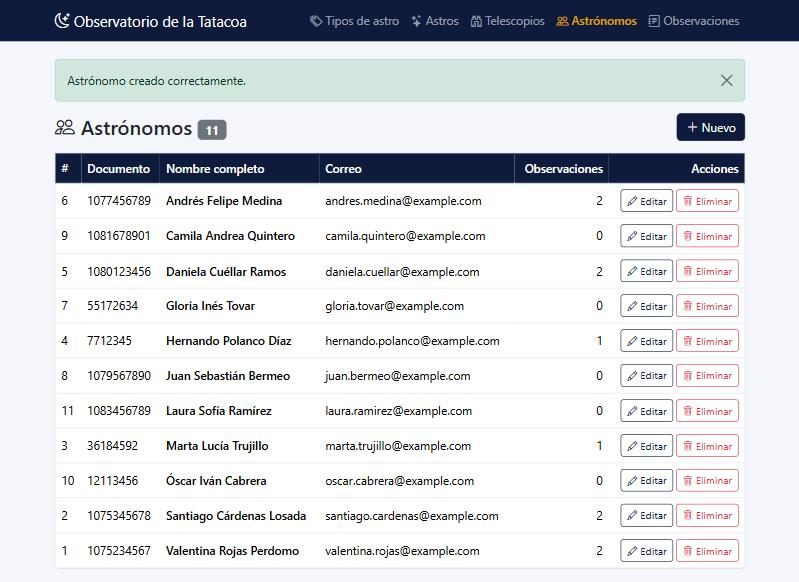 Observatorio de la Tatacoa Tipos de astro Astros Telescopios Astrónomos Observaciones
Astrónomo creado correctamente.
Astrónomos 11 + Nuevo
# Documento Nombre completo Correo Observaciones Acciones
6 1077456789 Andrés Felipe Medina andres.medina@example.com 2 Editar Eliminar
9 1081678901 Camila Andrea Quintero camila.quintero@example.com 0 Editar Eliminar
5 1080123456 Daniela Cuéllar Ramos daniela.cuellar@example.com 2 Editar Eliminar
7 55172634 Gloria Inés Tovar gloria.tovar@example.com 0 Editar Eliminar
4 7712345 Hernando Polanco Díaz hernando.polanco@example.com 1 Editar Eliminar
8 1079567890 Juan Sebastián Bermeo juan.bermeo@example.com 0 Editar Eliminar
11 1083456789 Laura Sofía Ramírez laura.ramirez@example.com 0 Editar Eliminar
3 36184592 Marta Lucía Trujillo marta.trujillo@example.com 1 Editar Eliminar
10 12113456 Óscar Iván Cabrera oscar.cabrera@example.com 0 Editar Eliminar
2 1075345678 Santiago Cárdenas Losada santiago.cardenas@example.com 2 Editar Eliminar
1 1075234567 Valentina Rojas Perdomo valentina.rojas@example.com 2 Editar Eliminar